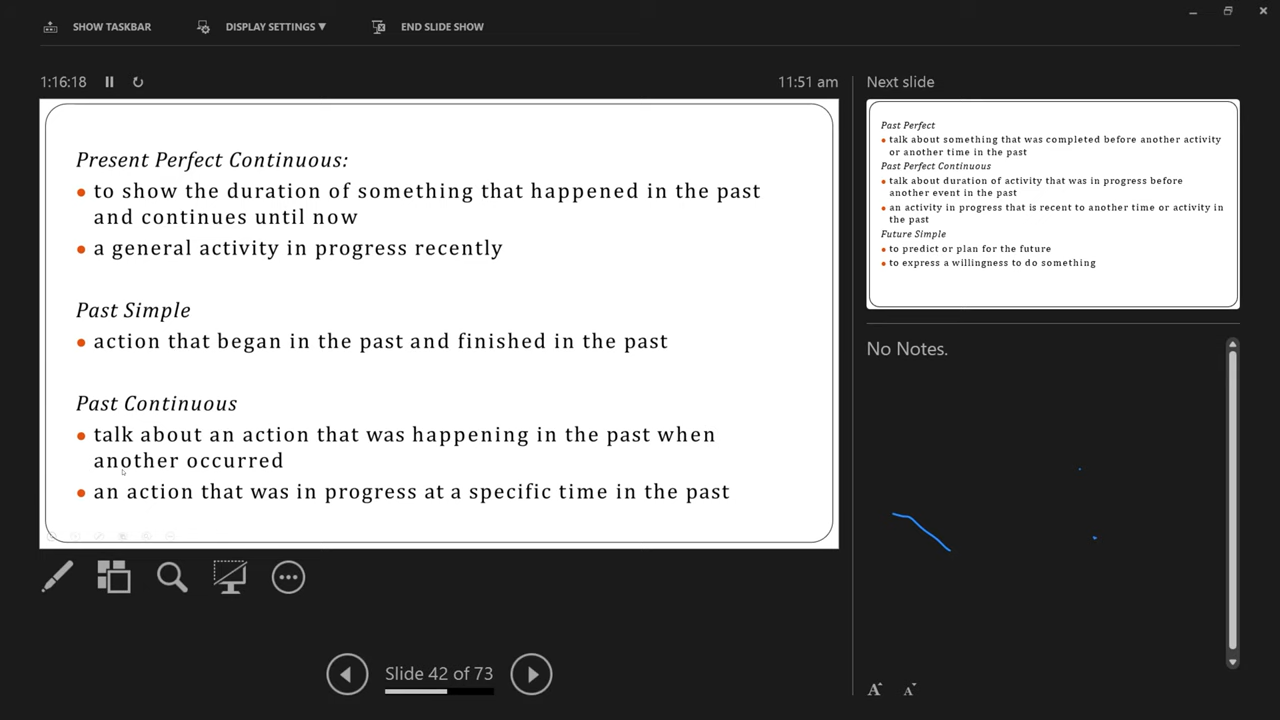 SHOW TASKBAR
DISPLAY SETTINGS ▼
END SLIDE SHOW
1:16:18
11:51 am
Present Perfect Continuous:
• to show the duration of something that happened in the past
and continues until now
• a general activity in progress recently
Past Simple
• action that began in the past and finished in the past
Past Continuous
• talk about an action that was happening in the past when
another occurred
• an action that was in progress at a specific time in the past
Slide 42 of 73
Next slide
Past Perfect
• talk about something that was completed before another activity
or another time in the past
Past Perfect Continuous
• talk about duration of activity that was in progress before
another event in the past
• an activity in progress that is recent to another time or activity in
the past
Future Simple
• to predict or plan for the future
• to express a willingness to do something
No Notes.
A A